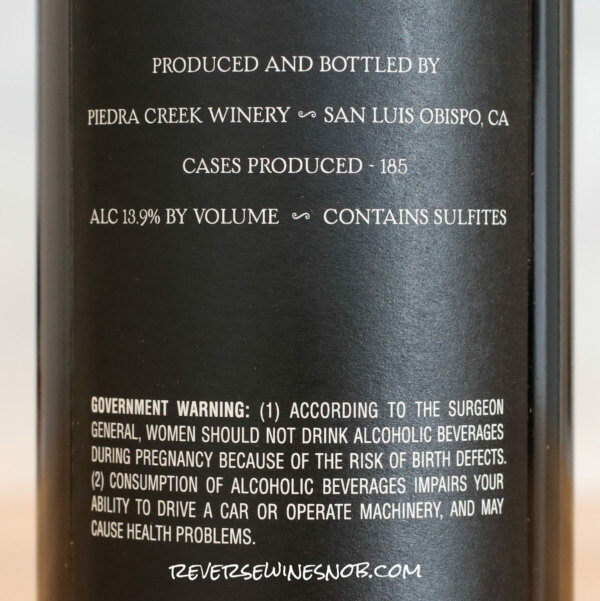 PRODUCED AND BOTTLED BY
PIEDRA CREEK WINERY ~ SAN LUIS OBISPO, CA
CASES PRODUCED - 185
ALC 13.9% BY VOLUME ~ CONTAINS SULFITES
GOVERNMENT WARNING: (1) ACCORDING TO THE SURGEON
GENERAL, WOMEN SHOULD NOT DRINK ALCOHOLIC BEVERAGES
DURING PREGNANCY BECAUSE OF THE RISK OF BIRTH DEFECTS.
(2) CONSUMPTION OF ALCOHOLIC BEVERAGES IMPAIRS YOUR
ABILITY TO DRIVE A CAR OR OPERATE MACHINERY, AND MAY
CAUSE HEALTH PROBLEMS.
REVERSEWINESNOB.COM